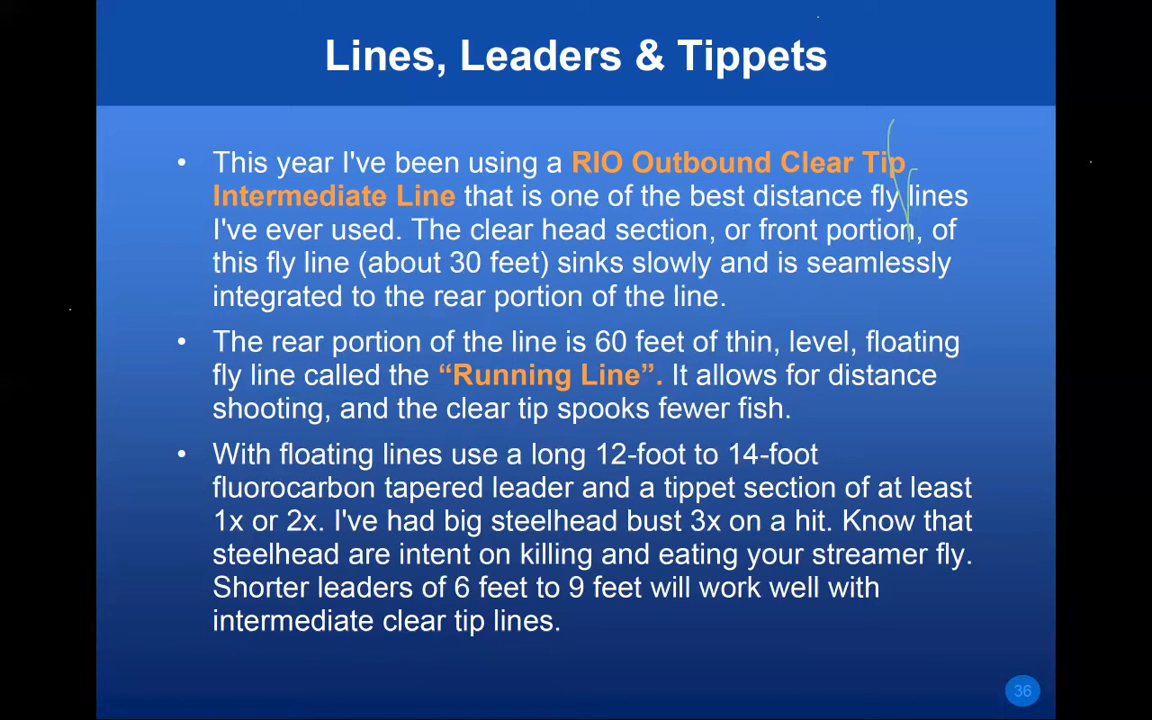 Lines, Leaders & Tippets
• This year I've been using a RIO Outbound Clear Tip
Intermediate Line that is one of the best distance fly lines
I've ever used. The clear head section, or front portion, of
this fly line (about 30 feet) sinks slowly and is seamlessly
integrated to the rear portion of the line.
• The rear portion of the line is 60 feet of thin, level, floating
fly line called the “Running Line”. It allows for distance
shooting, and the clear tip spooks fewer fish.
• With floating lines use a long 12-foot to 14-foot
fluorocarbon tapered leader and a tippet section of at least
1x or 2x. I've had big steelhead bust 3x on a hit. Know that
steelhead are intent on killing and eating your streamer fly.
Shorter leaders of 6 feet to 9 feet will work well with
intermediate clear tip lines.
36